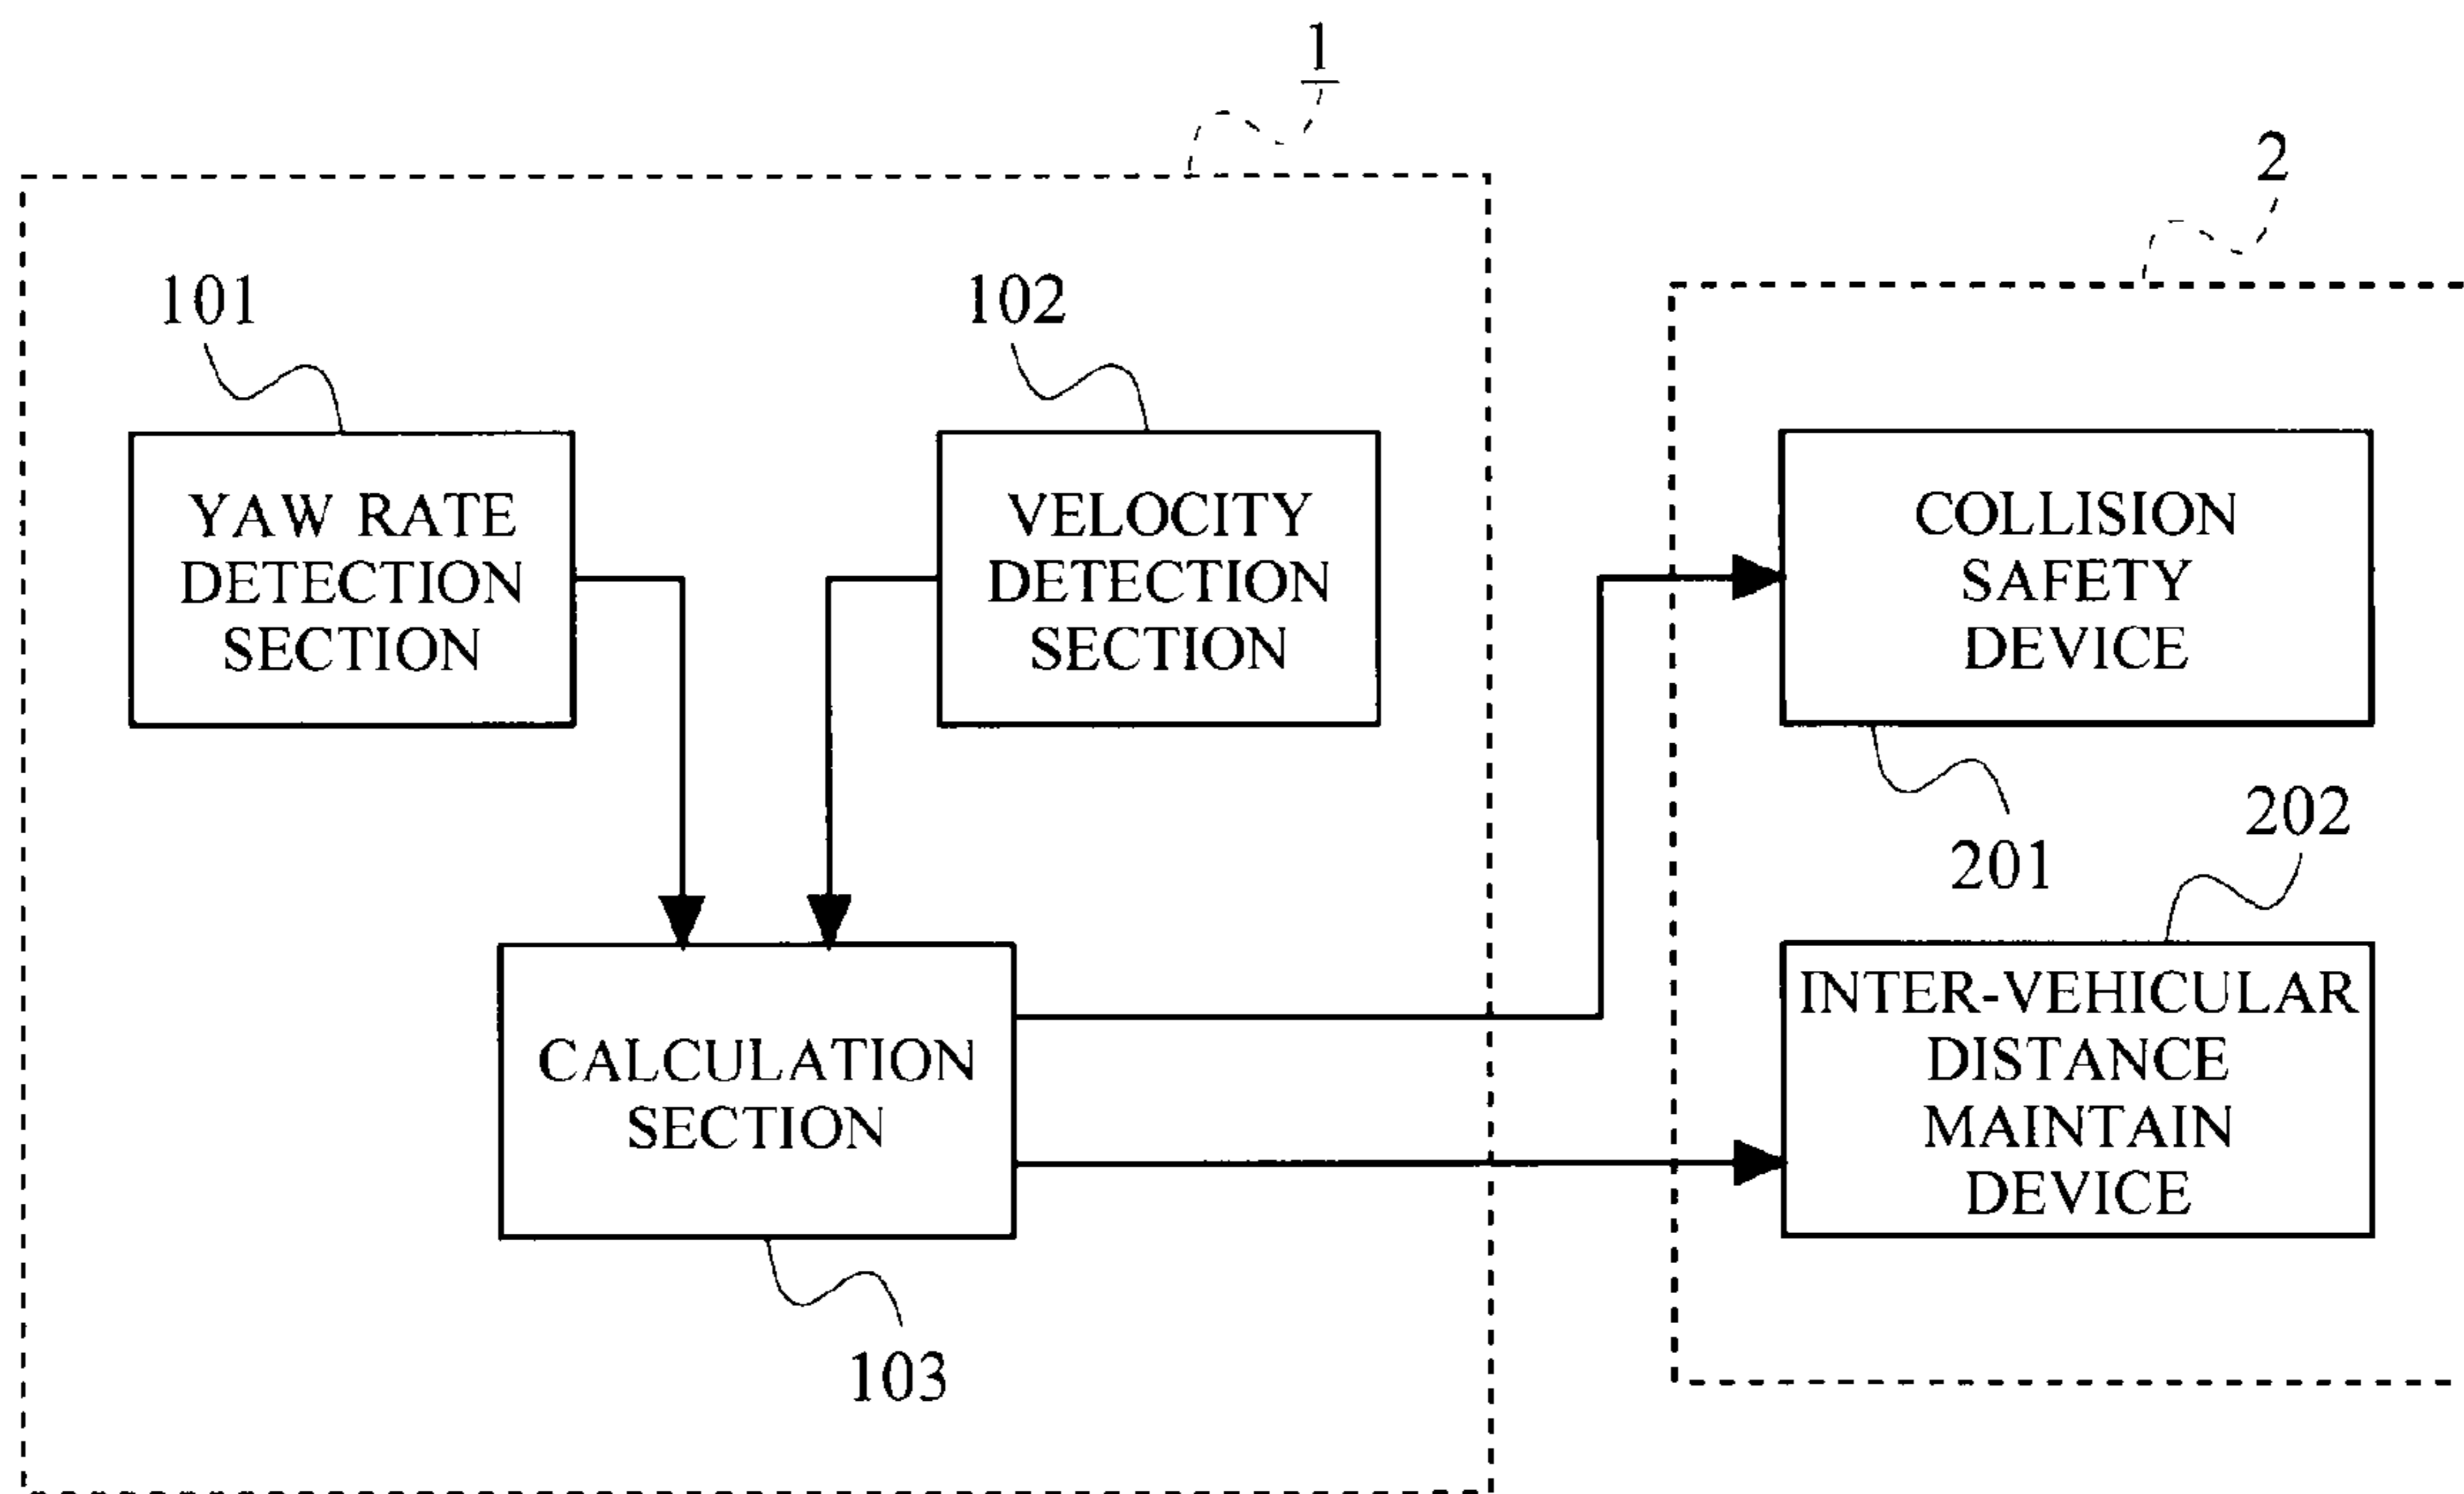 1
2
101
102
YAW RATE
DETECTION
SECTION
VELOCITY
DETECTION
SECTION
COLLISION
SAFETY
DEVICE
201
202
CALCULATION
SECTION
INTER-VEHICULAR
DISTANCE
MAINTAIN
DEVICE
103